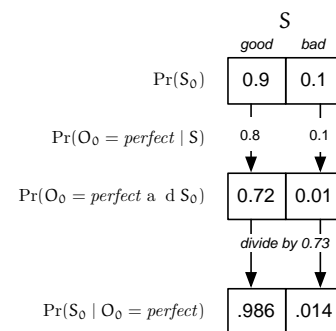 S
good bad
Pr(S₀) 0.9 0.1
Pr(O₀ = perfect | S) 0.8 0.1
Pr(O₀ = perfect a d S₀) 0.72 0.01
divide by 0.73
Pr(S₀ | O₀ = perfect) .986 .014